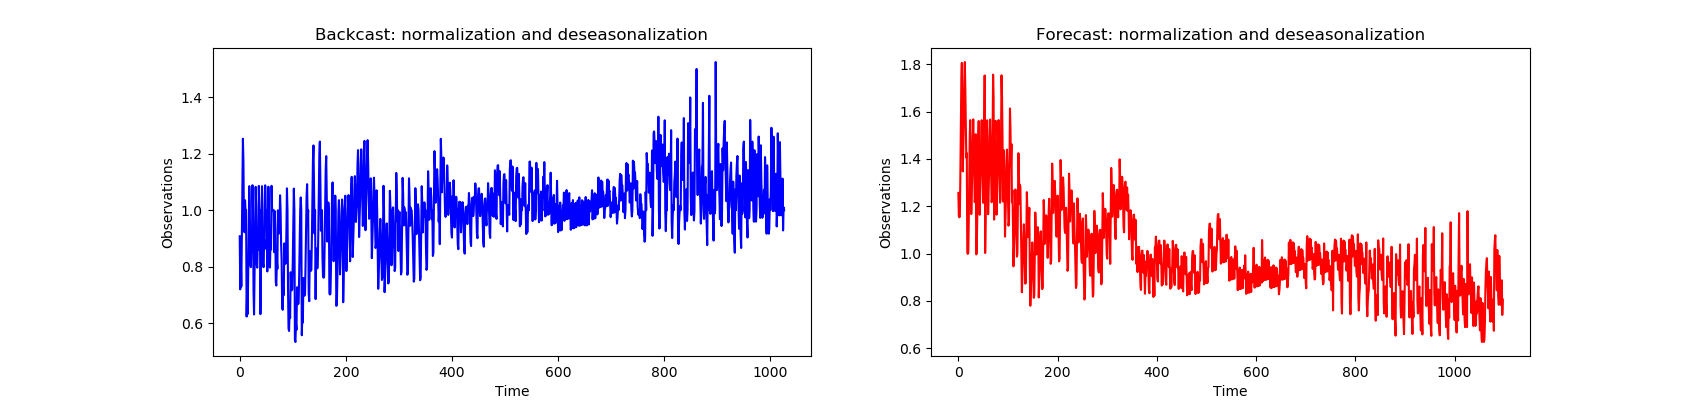 Backcast: normalization and deseasonalization
Observations
1.4
1.2
1.0
0.8
0.6
0 200 400 600 800 1000
Time
Forecast: normalization and deseasonalization
Observations
1.8
1.6
1.4
1.2
1.0
0.8
0.6
0 200 400 600 800 1000
Time